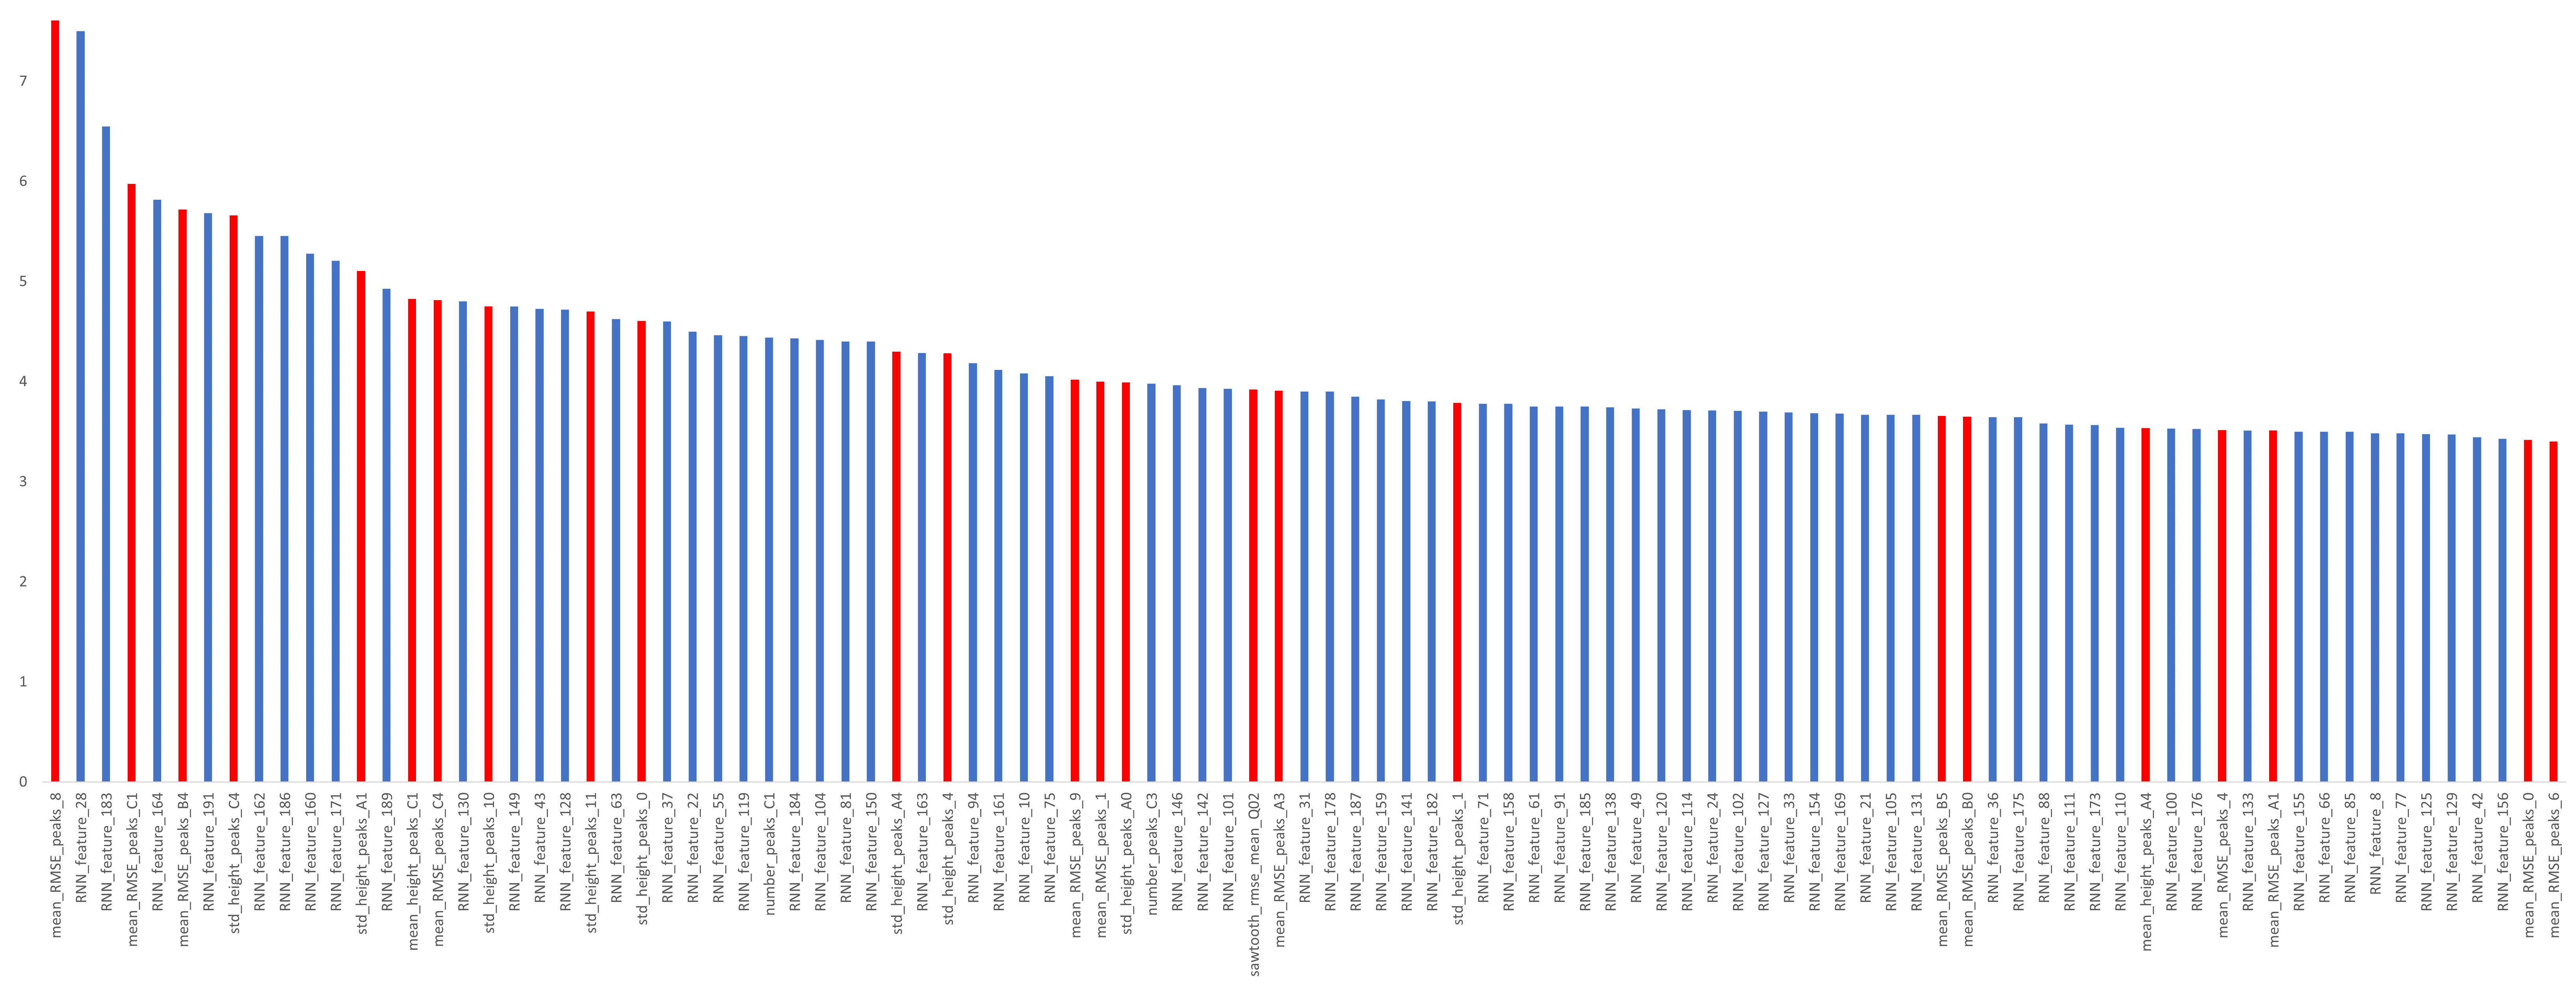 7
6
5
4
3
2
1
0
mean_RMSE_peaks_8
RNN_feature_28
RNN_feature_183
mean_RMSE_peaks_C1
RNN_feature_164
mean_RMSE_peaks_B4
RNN_feature_191
std_height_peaks_C4
RNN_feature_162
RNN_feature_186
RNN_feature_160
RNN_feature_171
std_height_peaks_A1
RNN_feature_189
mean_height_peaks_C1
mean_RMSE_peaks_C4
RNN_feature_130
std_height_peaks_10
RNN_feature_149
RNN_feature_43
RNN_feature_128
std_height_peaks_11
RNN_feature_63
std_height_peaks_0
RNN_feature_37
RNN_feature_22
RNN_feature_55
RNN_feature_119
number_peaks_C1
RNN_feature_184
RNN_feature_104
RNN_feature_81
RNN_feature_150
std_height_peaks_A4
RNN_feature_163
std_height_peaks_4
RNN_feature_94
RNN_feature_161
RNN_feature_10
RNN_feature_75
mean_RMSE_peaks_9
mean_RMSE_peaks_1
std_height_peaks_A0
number_peaks_C3
RNN_feature_146
RNN_feature_142
RNN_feature_101
sawtooth_rmse_mean_Q02
mean_RMSE_peaks_A3
RNN_feature_31
RNN_feature_178
RNN_feature_187
RNN_feature_159
RNN_feature_141
RNN_feature_182
std_height_peaks_1
RNN_feature_71
RNN_feature_158
RNN_feature_61
RNN_feature_91
RNN_feature_185
RNN_feature_138
RNN_feature_49
RNN_feature_120
RNN_feature_114
RNN_feature_24
RNN_feature_102
RNN_feature_127
RNN_feature_33
RNN_feature_154
RNN_feature_169
RNN_feature_21
RNN_feature_105
RNN_feature_131
mean_RMSE_peaks_B5
mean_RMSE_peaks_B0
RNN_feature_36
RNN_feature_175
RNN_feature_88
RNN_feature_111
RNN_feature_173
RNN_feature_110
mean_height_peaks_A4
RNN_feature_100
RNN_feature_176
mean_RMSE_peaks_4
RNN_feature_133
mean_RMSE_peaks_A1
RNN_feature_155
RNN_feature_66
RNN_feature_85
RNN_feature_8
RNN_feature_77
RNN_feature_125
RNN_feature_129
RNN_feature_42
RNN_feature_156
mean_RMSE_peaks_0
mean_RMSE_peaks_6